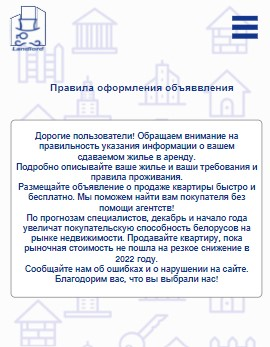 Landlord
Правила оформления объяввления
Дорогие пользователи! Обращаем внимание на
правильность указания информации о вашем
сдаваемом жилье в аренду.
Подробно описывайте ваше жилье и ваши требования и
правила проживания.
Размещайте объявление о продаже квартиры быстро и
бесплатно. Мы поможем найти вам покупателя без
помощи агентств!
По прогнозам специалистов, декабрь и начало года
увеличат покупательскую способность белорусов на
рынке недвижимости. Продавайте квартиру, пока
рыночная стоимость не пошла на резкое снижение в
2022 году.
Сообщайте нам об ошибках и о нарушении на сайте.
Благодорим вас, что вы выбрали нас!